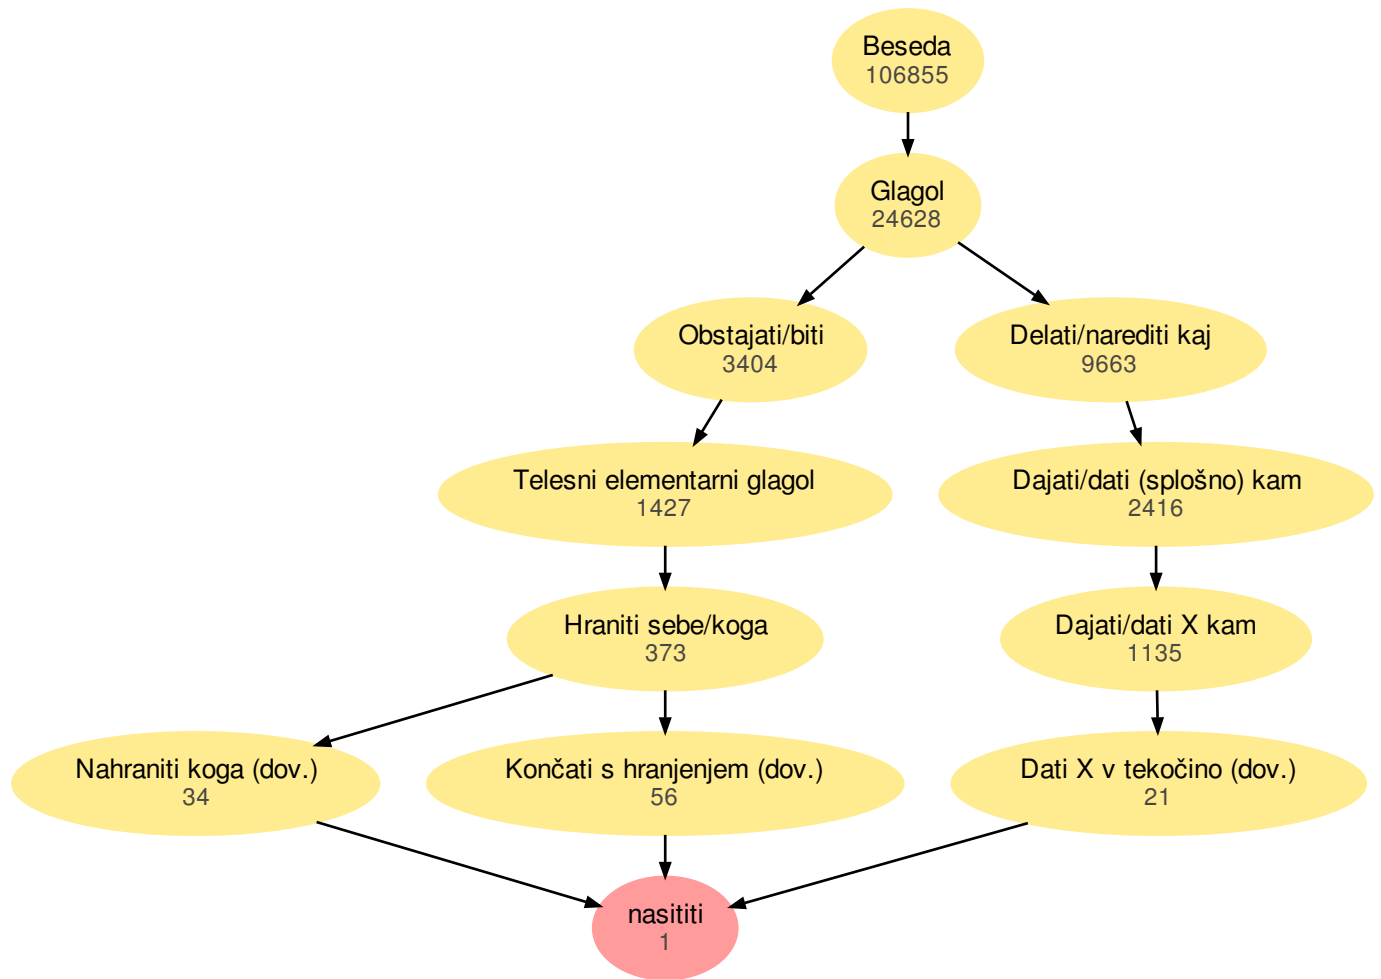 Beseda
106855
Glagol
24628
Obstajati/biti
3404
Delati/narediti kaj
9663
Telesni elementarni glagol
1427
Dajati/dati (splošno) kam
2416
Hraniti sebe/koga
373
Dajati/dati X kam
1135
Nahraniti koga (dov.)
34
Končati s hranjenjem (dov.)
56
Dati X v tekočino (dov.)
21
nasititi
1